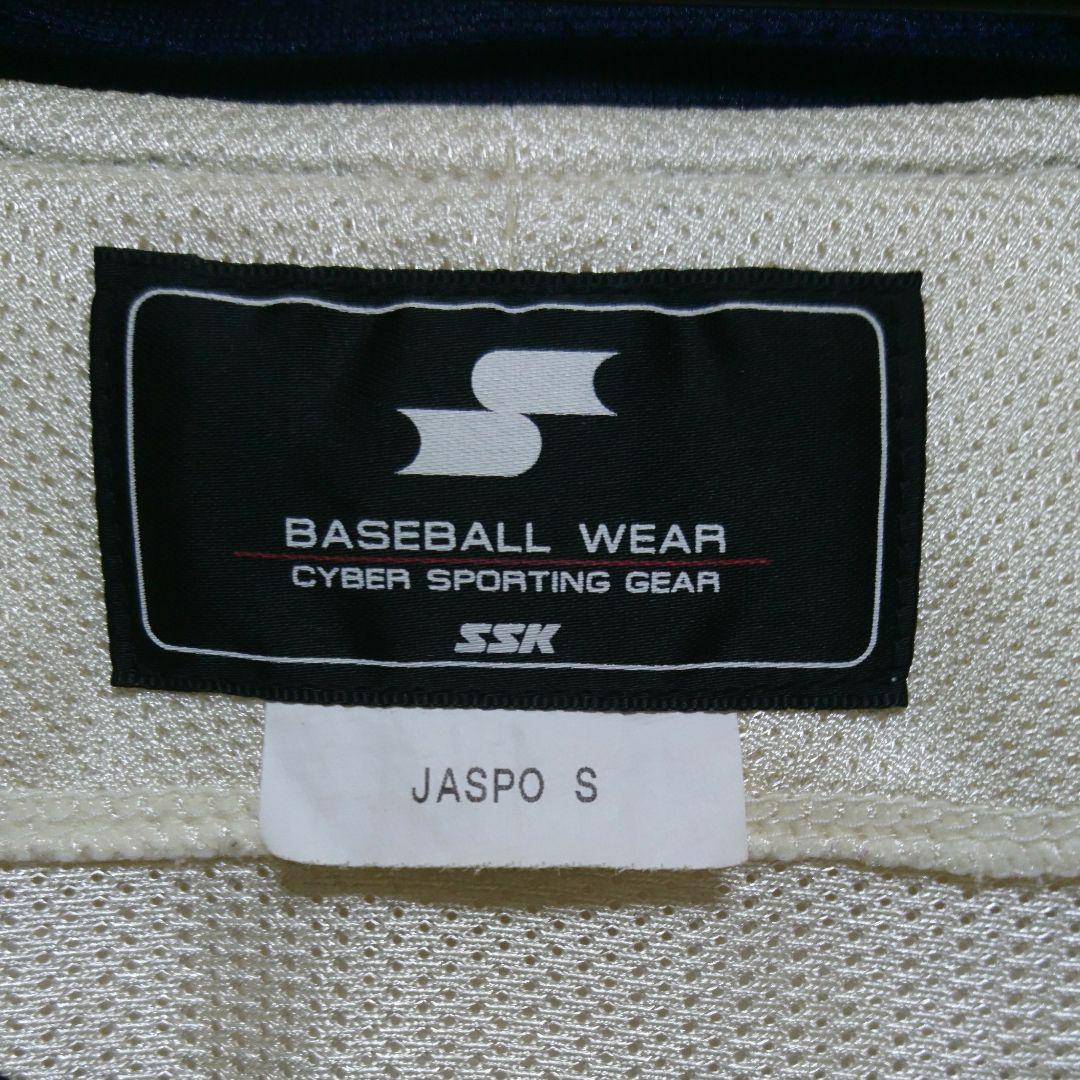 BASEBALL WEAR
CYBER SPORTING GEAR
SSK
JASPO S